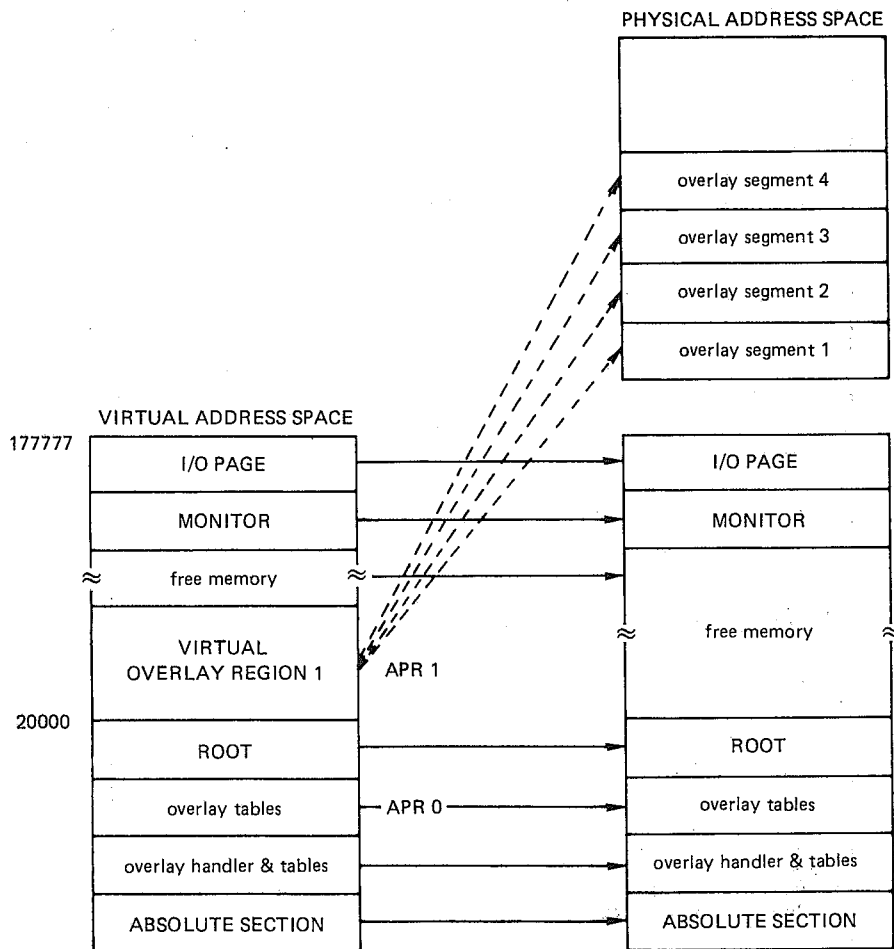 PHYSICAL ADDRESS SPACE
overlay segment 4
overlay segment 3
overlay segment 2
overlay segment 1
VIRTUAL ADDRESS SPACE
177777
I/O PAGE
I/O PAGE
MONITOR
MONITOR
≈ free memory ≈
≈ free memory ≈
VIRTUAL
OVERLAY REGION 1
APR 1
20000
ROOT
ROOT
overlay tables
APR 0
overlay tables
overlay handler & tables
overlay handler & tables
ABSOLUTE SECTION
ABSOLUTE SECTION